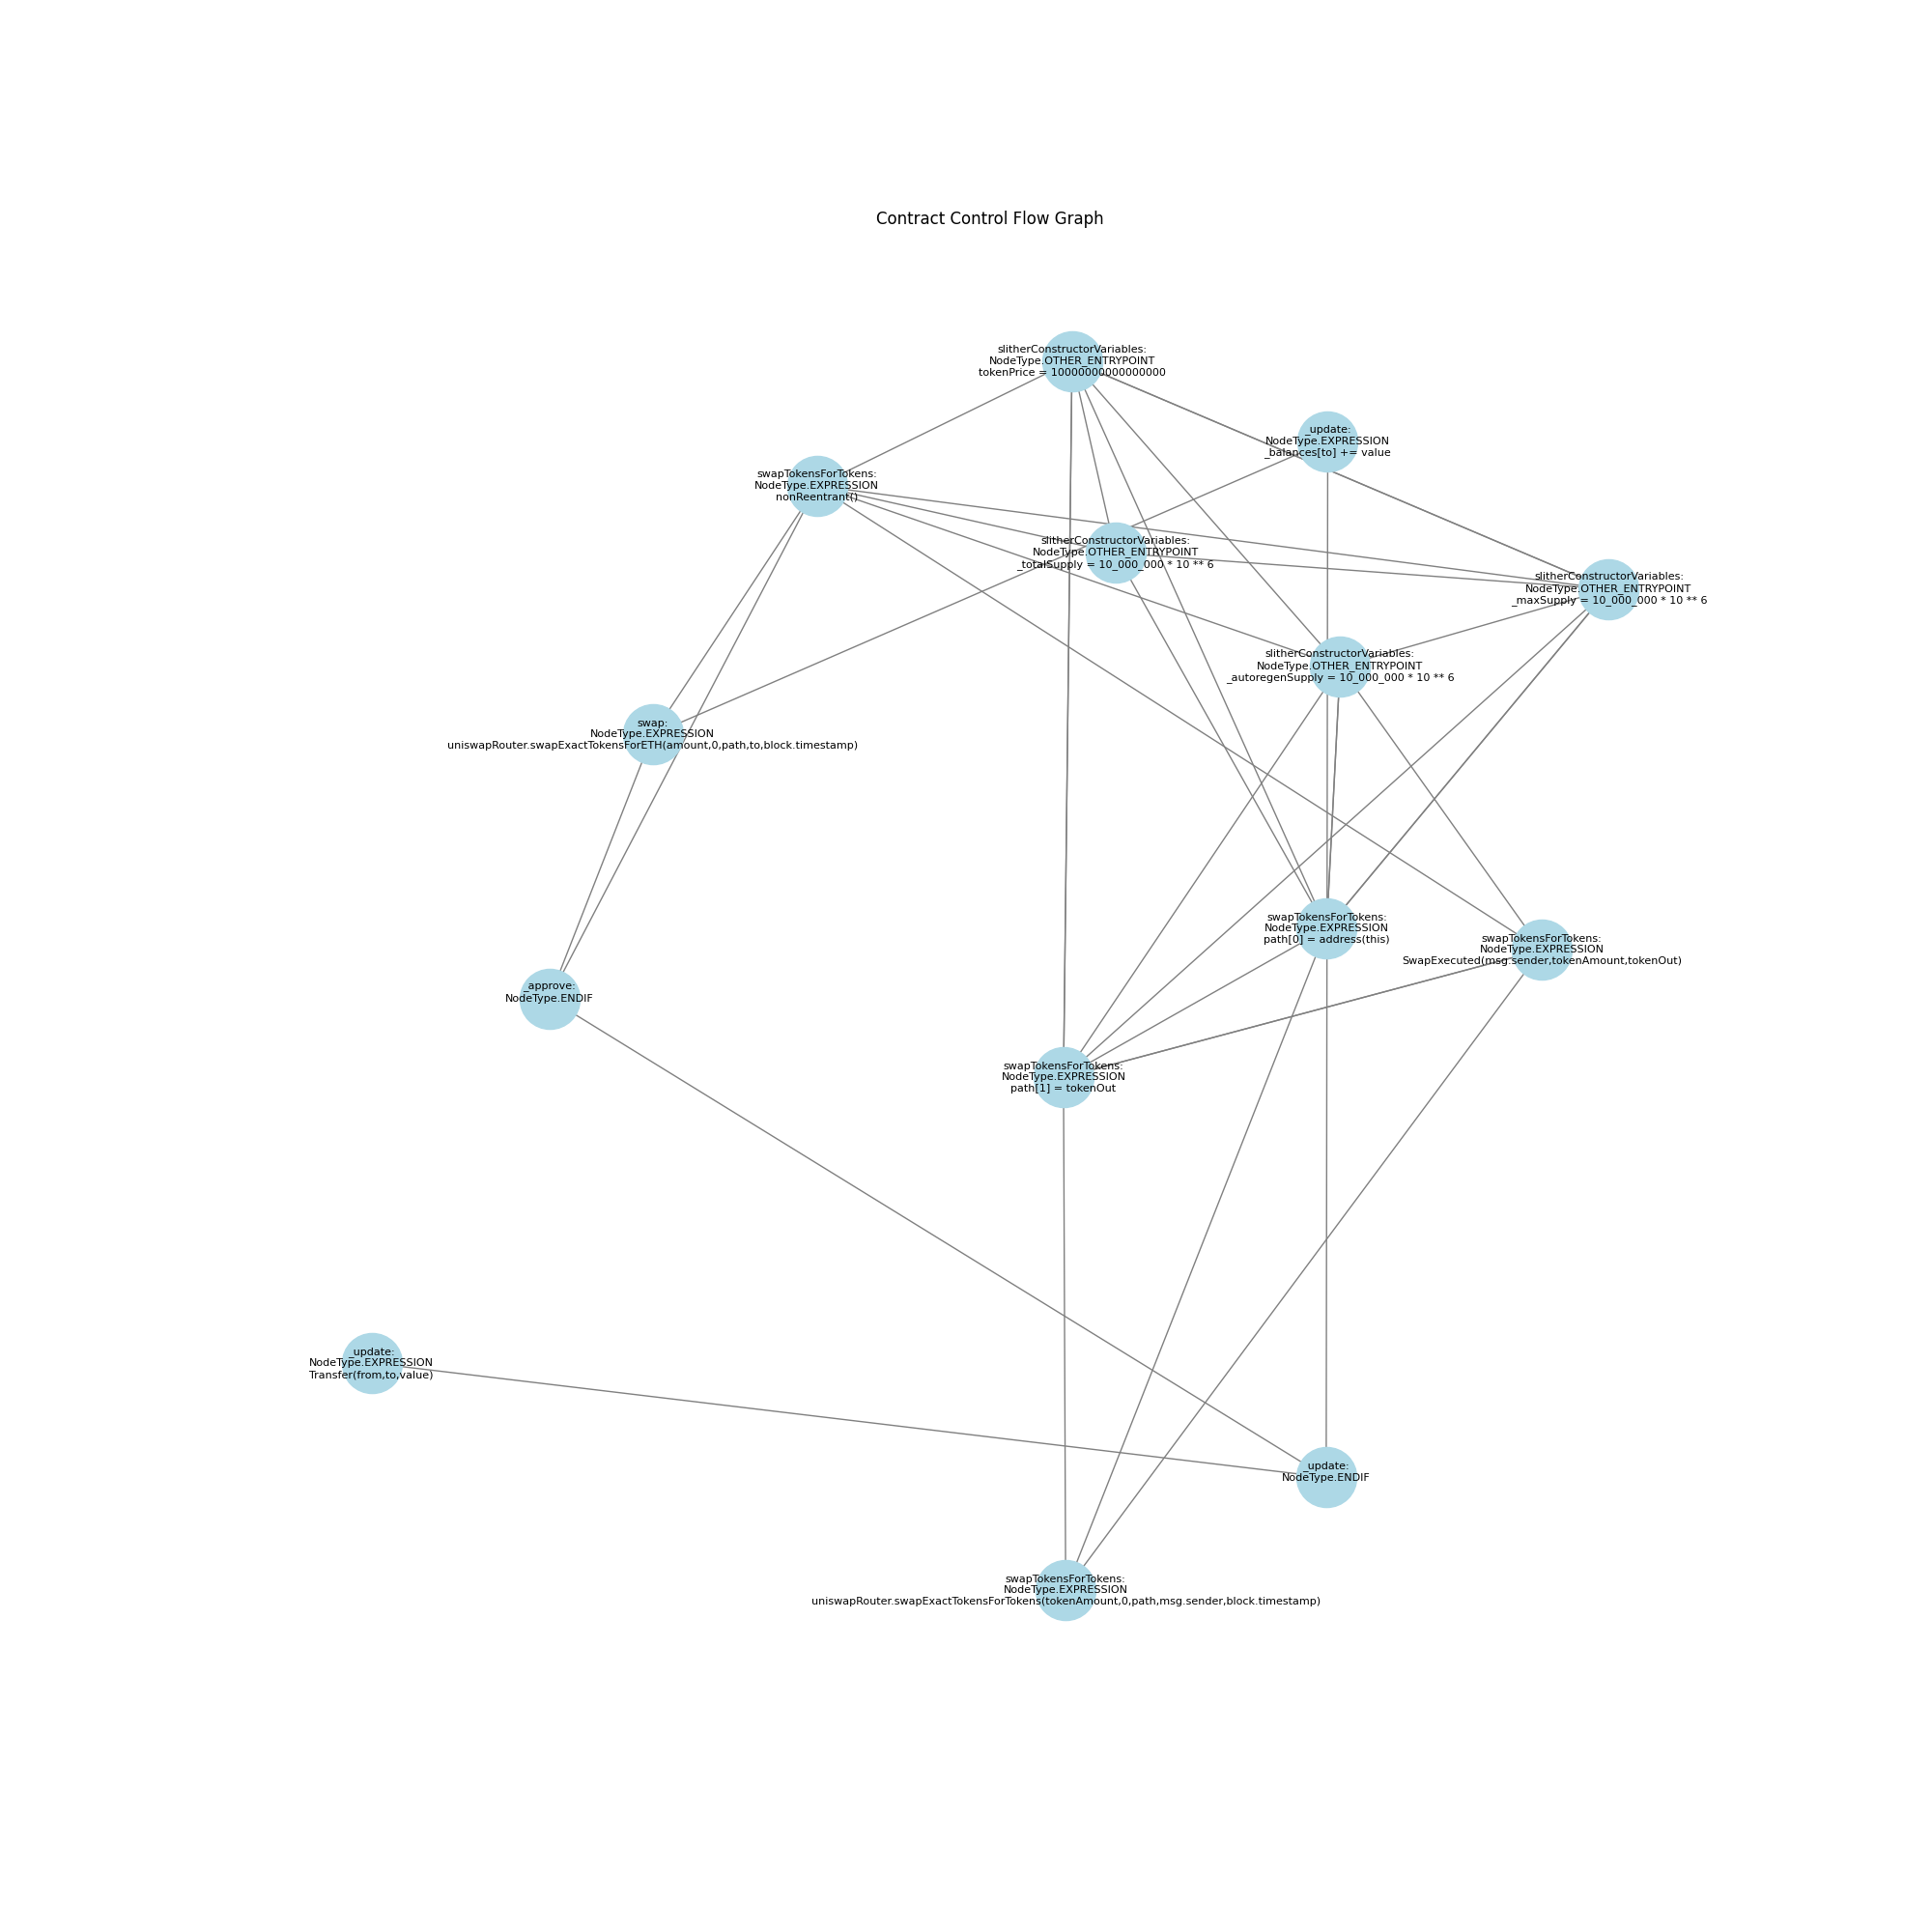 Contract Control Flow Graph
slitherConstructorVariables:
NodeType.OTHER_ENTRYPOINT
tokenPrice = 10000000000000000
_update:
NodeType.EXPRESSION
_balances[to] += value
swapTokensForTokens:
NodeType.EXPRESSION
nonReentrant()
slitherConstructorVariables:
NodeType.OTHER_ENTRYPOINT
_totalSupply = 10_000_000 * 10 ** 6
slitherConstructorVariables:
NodeType.OTHER_ENTRYPOINT
_maxSupply = 10_000_000 * 10 ** 6
slitherConstructorVariables:
NodeType.OTHER_ENTRYPOINT
_autoregenSupply = 10_000_000 * 10 ** 6
swap:
NodeType.EXPRESSION
uniswapRouter.swapExactTokensForETH(amount,0,path,to,block.timestamp)
swapTokensForTokens:
NodeType.EXPRESSION
path[0] = address(this)
swapTokensForTokens:
NodeType.EXPRESSION
SwapExecuted(msg.sender,tokenAmount,tokenOut)
_approve:
NodeType.ENDIF
swapTokensForTokens:
NodeType.EXPRESSION
path[1] = tokenOut
_update:
NodeType.EXPRESSION
Transfer(from,to,value)
_update:
NodeType.ENDIF
swapTokensForTokens:
NodeType.EXPRESSION
uniswapRouter.swapExactTokensForTokens(tokenAmount,0,path,msg.sender,block.timestamp)